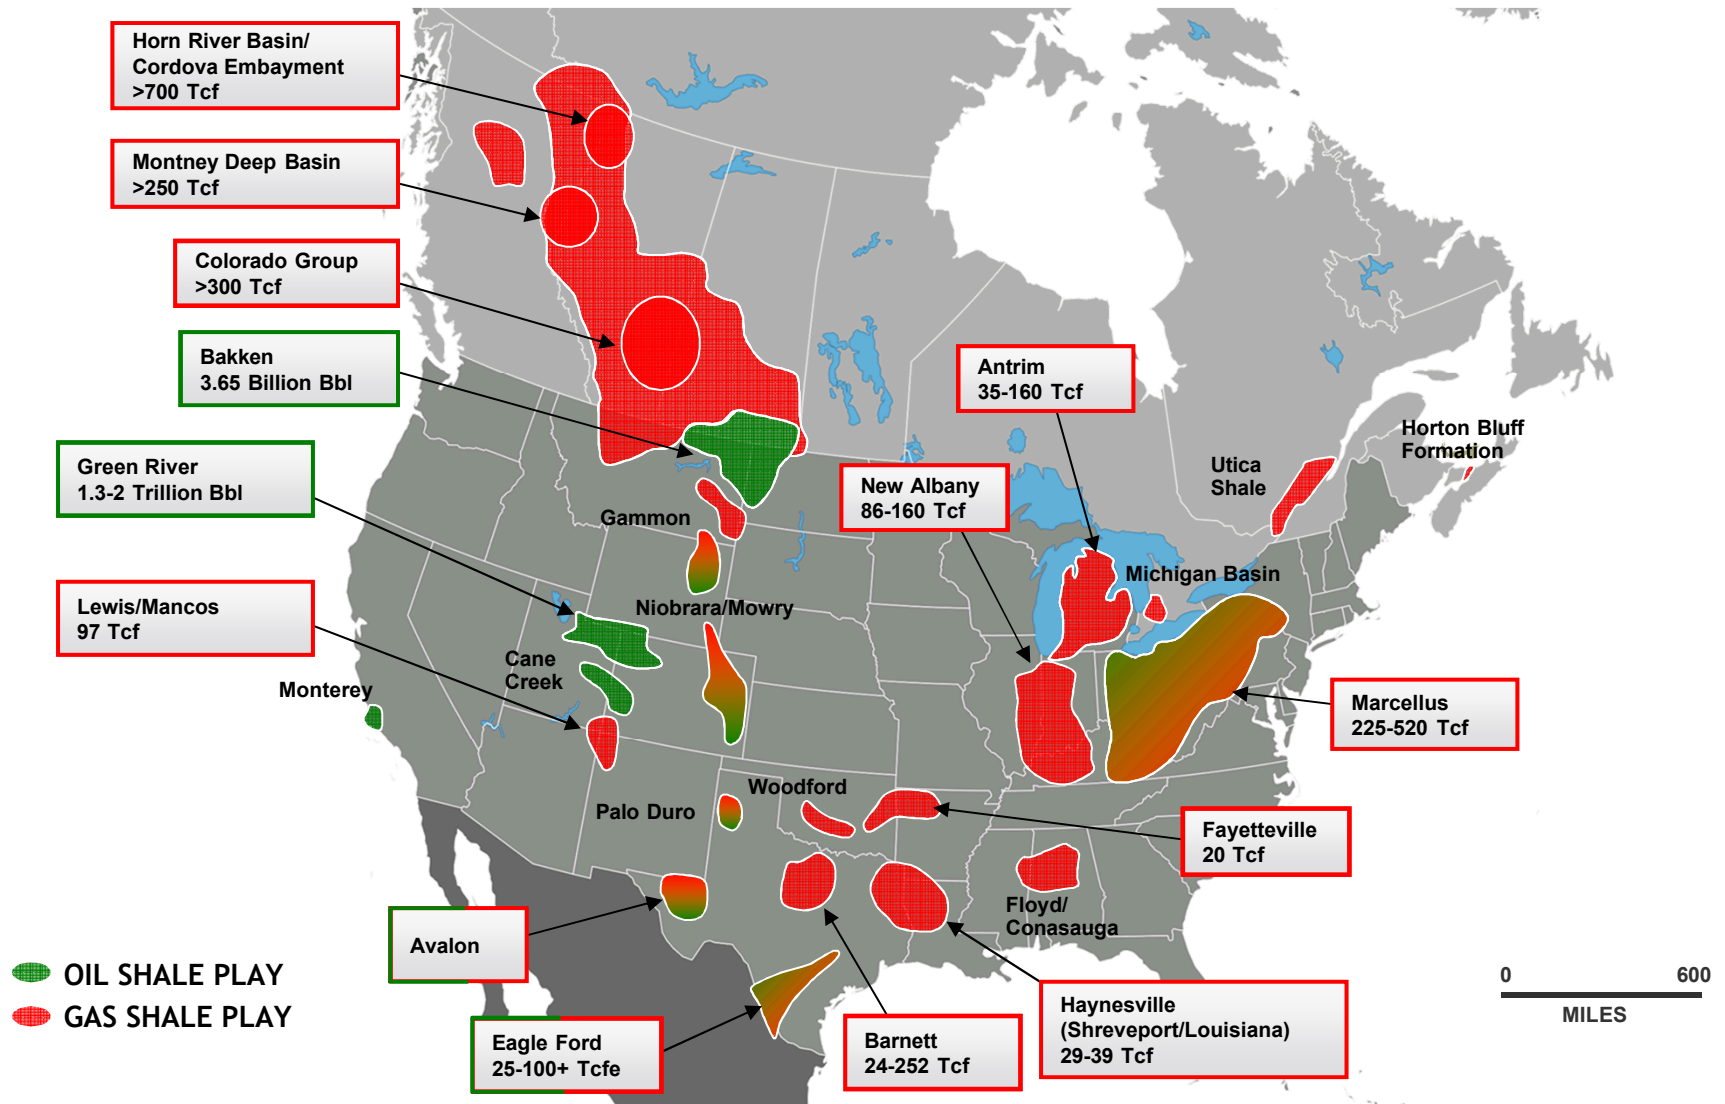 Horn River Basin/
Cordova Embayment
>700 Tcf
Montney Deep Basin
>250 Tcf
Colorado Group
>300 Tcf
Bakken
3.65 Billion Bbl
Green River
1.3-2 Trillion Bbl
Lewis/Mancos
97 Tcf
Monterey
Cane
Creek
Gammon
Niobrara/Mowry
Antrim
35-160 Tcf
New Albany
86-160 Tcf
Michigan Basin
Utica
Shale
Horton Bluff
Formation
Marcellus
225-520 Tcf
Woodford
Palo Duro
Fayetteville
20 Tcf
Floyd/
Conasauga
Avalon
Eagle Ford
25-100+ Tcfe
Barnett
24-252 Tcf
Haynesville
(Shreveport/Louisiana)
29-39 Tcf
OIL SHALE PLAY
GAS SHALE PLAY
0 600
MILES